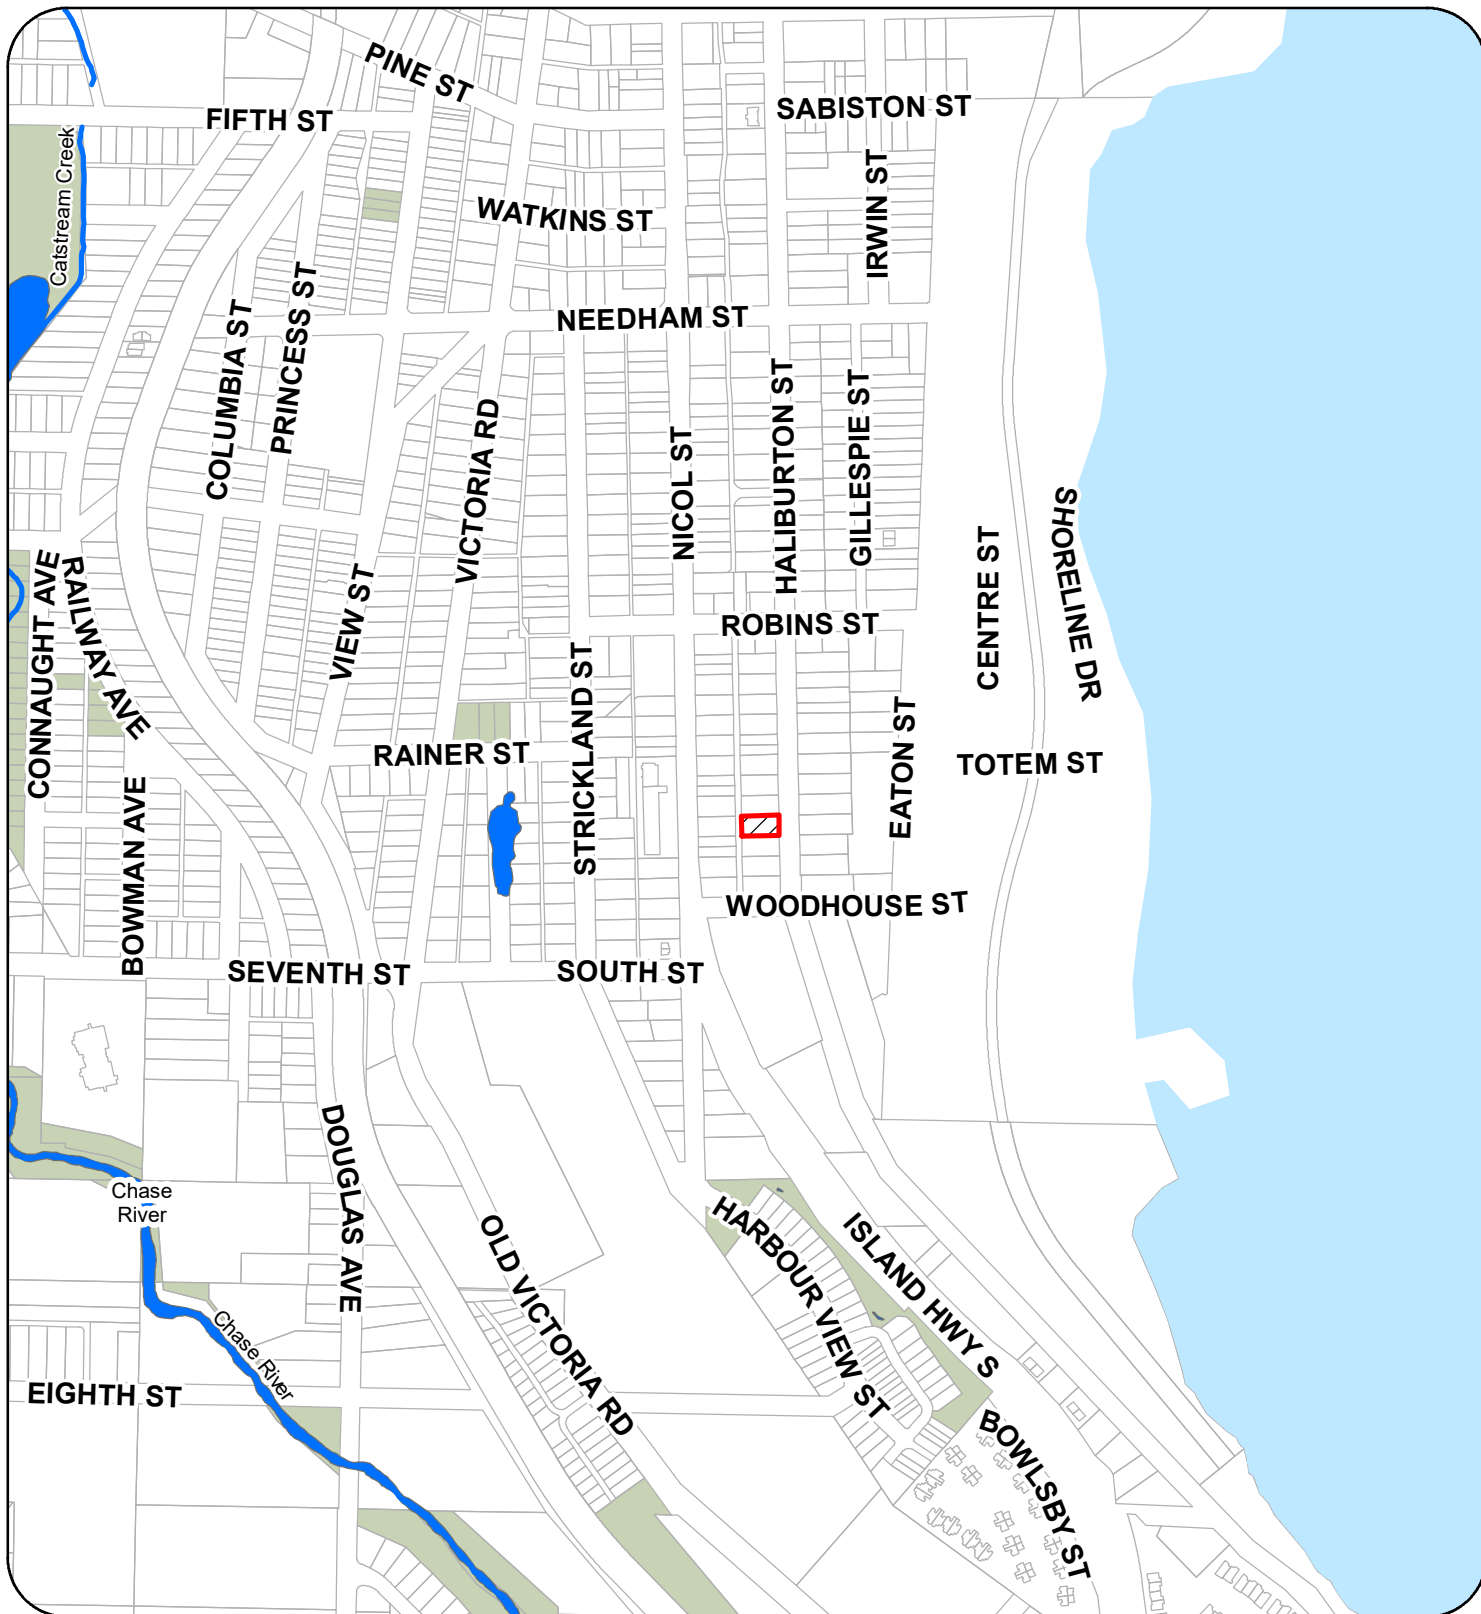 PINE ST
SABISTON ST
FIFTH ST
Catstream Creek
IRWIN ST
WATKINS ST
NEEDHAM ST
COLUMBIA ST
PRINCESS ST
VICTORIA RD
NICOL ST
HALIBURTON ST
GILLESPIE ST
SHORELINE DR
CENTRE ST
CONNAUGHT AVE
RAILWAY AVE
VIEW ST
ROBINS ST
STRICKLAND ST
RAINER ST
EATON ST
TOTEM ST
BOWMAN AVE
WOODHOUSE ST
SEVENTH ST
SOUTH ST
DOUGLAS AVE
Chase
River
HARBOUR VIEW ST
ISLAND HWY S
OLD VICTORIA RD
Chase River
EIGHTH ST
BOWLSBY ST